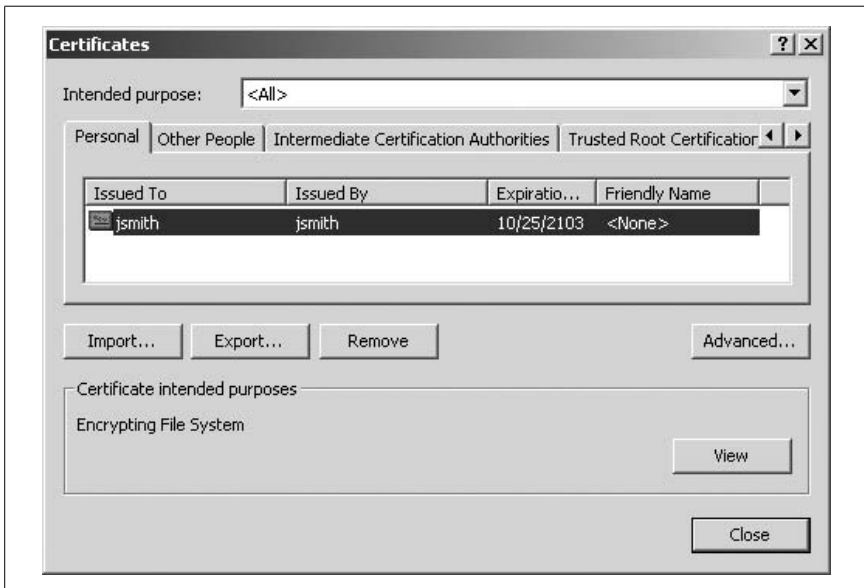 Certificates
Intended purpose: <All>
Personal Other People Intermediate Certification Authorities Trusted Root Certification
Issued To Issued By Expiratio... Friendly Name
jsmith jsmith 10/25/2103 <None>
Import... Export... Remove Advanced...
Certificate intended purposes
Encrypting File System
View
Close